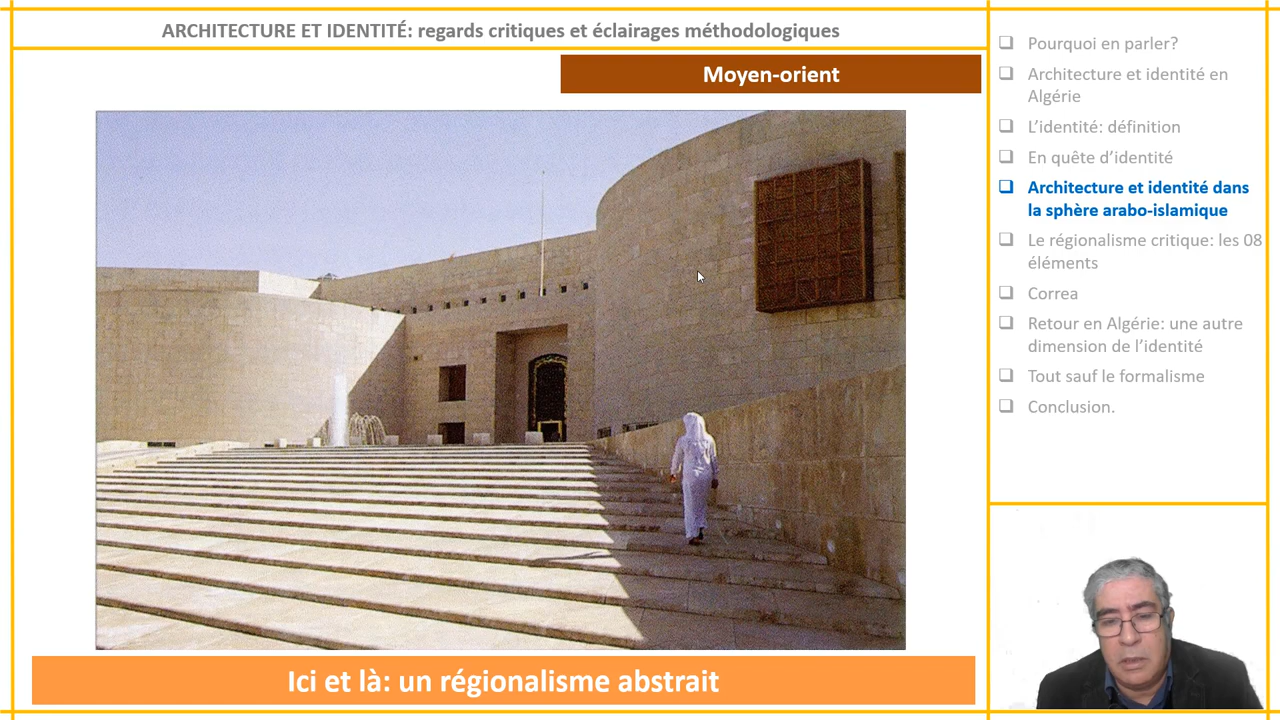 ARCHITECTURE ET IDENTITÉ: regards critiques et éclairages méthodologiques
Moyen-orient
Ici et là: un régionalisme abstrait
Pourquoi en parler?
Architecture et identité en
Algérie
L’identité: définition
En quête d’identité
Architecture et identité dans
la sphère arabo-islamique
Le régionalisme critique: les 08
éléments
Correa
Retour en Algérie: une autre
dimension de l’identité
Tout sauf le formalisme
Conclusion.